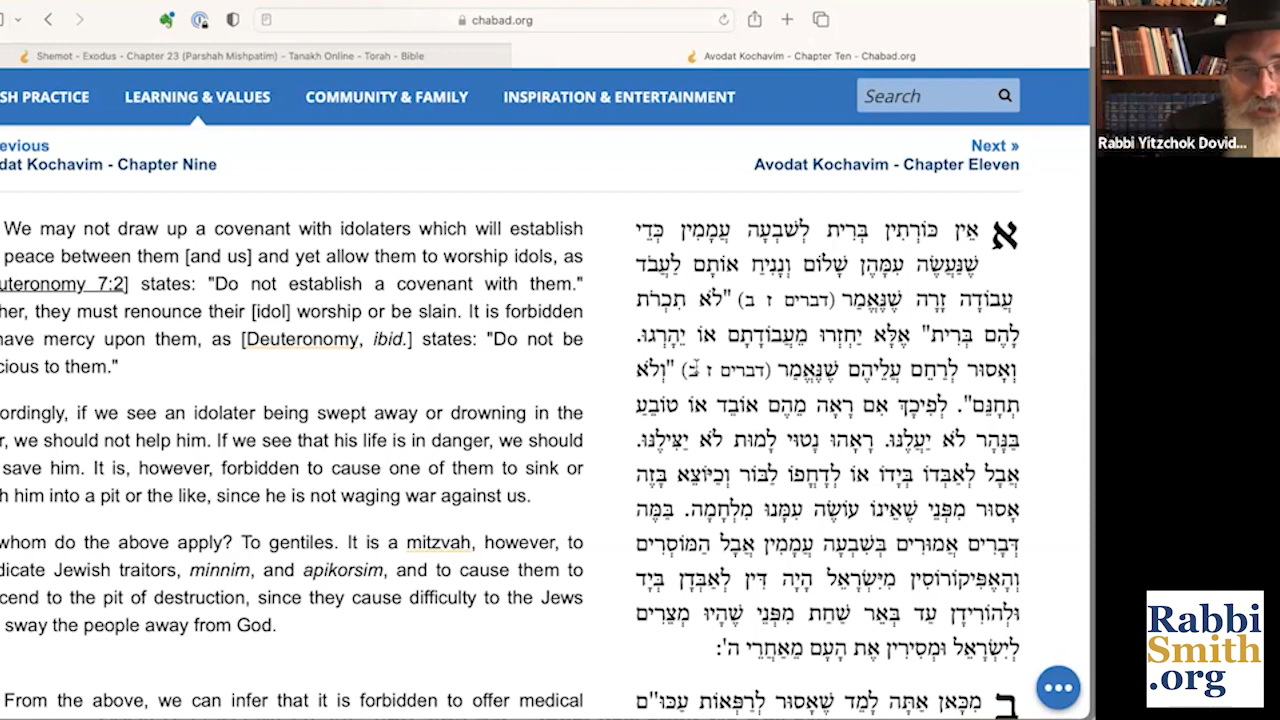 chabad.org
Shemot - Exodus - Chapter 23 (Parshah Mishpatim) - Tanakh Online - Torah - Bible
Avodat Kochavim - Chapter Ten - Chabad.org
SH PRACTICE LEARNING & VALUES COMMUNITY & FAMILY INSPIRATION & ENTERTAINMENT
Search
Rabbi Yitzchok Dovid...
evious
dat Kochavim - Chapter Nine
Next »
Avodat Kochavim - Chapter Eleven
We may not draw up a covenant with idolaters which will establish
peace between them [and us] and yet allow them to worship idols, as
uteronomy 7:2] states: "Do not establish a covenant with them."
her, they must renounce their [idol] worship or be slain. It is forbidden
have mercy upon them, as [Deuteronomy, ibid.] states: "Do not be
cious to them."
ordingly, if we see an idolater being swept away or drowning in the
r, we should not help him. If we see that his life is in danger, we should
save him. It is, however, forbidden to cause one of them to sink or
h him into a pit or the like, since he is not waging war against us.
whom do the above apply? To gentiles. It is a mitzvah, however, to
dicate Jewish traitors, minnim, and apikorsim, and to cause them to
cend to the pit of destruction, since they cause difficulty to the Jews
sway the people away from God.
From the above, we can infer that it is forbidden to offer medical
א אֵין כּוֹרְתִין בְּרִית לְשִׁבְעָה עֲמָמִין כְּדֵי
שֶׁנַּעֲשֶׂה עִמָּהֶן שָׁלוֹם וְנָנִיחַ אוֹתָם לַעֲבֹד
עֲבוֹדָה זָרָה שֶׁנֶּאֱמַר (דברים ז ב) "לֹא תִכְרֹת
לָהֶם בְּרִית" אֶלָּא יַחְזְרוּ מֵעֲבוֹדָתָם אוֹ יֵהָרְגוּ.
וְאָסוּר לְרַחֵם עֲלֵיהֶם שֶׁנֶּאֱמַר (דברים ז ב) "וְלֹא
תְחָנֵּם". לְפִיכָךְ אִם רָאָה מֵהֶם אוֹבֵד אוֹ טוֹבֵעַ
בַּנָּהָר לֹא יַעֲלֶנּוּ. רָאָהוּ נָטוּי לָמוּת לֹא יַצִּילֶנּוּ.
אֲבָל לְאַבְּדוֹ בְּיָדוֹ אוֹ לְדָחֳפוֹ לַבּוֹר וְכַיּוֹצֵא בָּזֶה
אָסוּר מִפְּנֵי שֶׁאֵינוֹ עוֹשֶׂה עִמָּנוּ מִלְחָמָה. בַּמֶּה
דְּבָרִים אֲמוּרִים בְּשִׁבְעָה עֲמָמִין אֲבָל הַמּוֹסְרִים
וְהָאֶפִּיקוֹרוֹסִין מִיִּשְׂרָאֵל הָיָה דִּין לְאַבְּדָן בְּיָד
וּלְהוֹרִידָן עַד בְּאֵר שַׁחַת מִפְּנֵי שֶׁהָיוּ מְצֵרִים
לְיִשְׂרָאֵל וּמְסִירִין אֶת הָעָם מֵאַחֲרֵי ה':
ב מִכָּאן אַתָּה לָמֵד שֶׁאָסוּר לְרַפְּאוֹת עַכּוּ"ם
Rabbi
Smith
.org